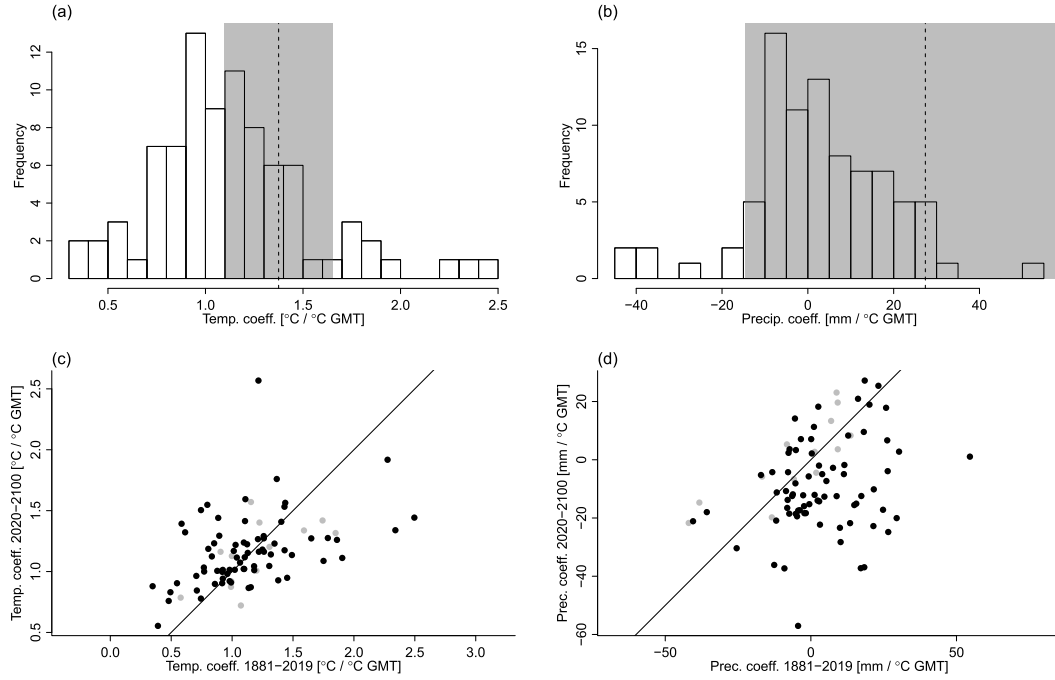 (a)
Frequency
0 2 4 6 8 10 12
0.5 1.0 1.5 2.0 2.5
Temp. coeff. [°C / °C GMT]
(b)
Frequency
0 5 10 15
−40 −20 0 20 40
Precip. coeff. [mm / °C GMT]
(c)
Temp. coeff. 2020−2100 [°C / °C GMT]
0.5 1.0 1.5 2.0 2.5
0.0 0.5 1.0 1.5 2.0 2.5 3.0
Temp. coeff. 1881−2019 [°C / °C GMT]
(d)
Prec. coeff. 2020−2100 [mm / °C GMT]
−60 −40 −20 0 20
−50 0 50
Prec. coeff. 1881−2019 [mm / °C GMT]